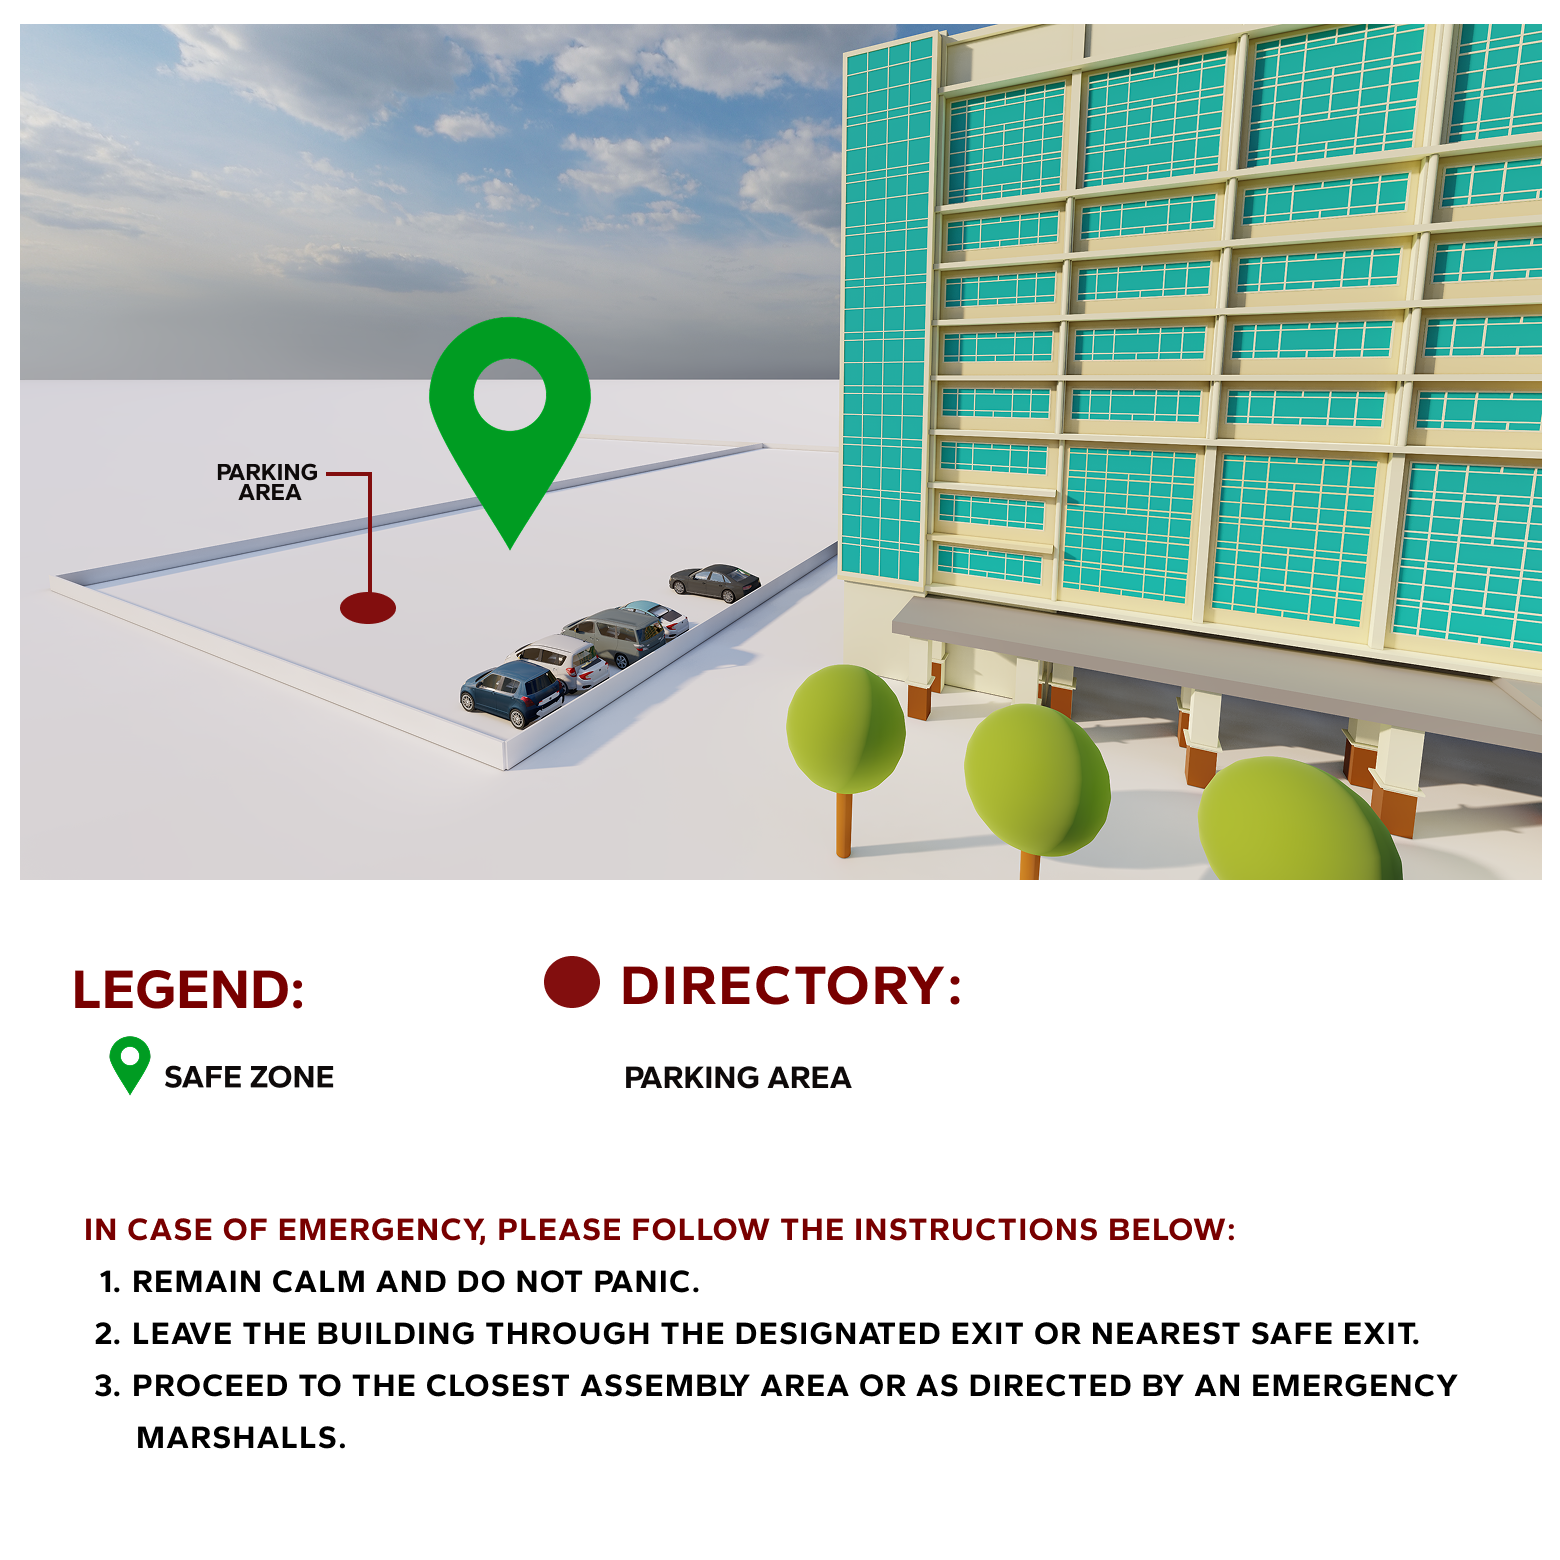 PARKING
AREA
LEGEND:
DIRECTORY:
SAFE ZONE
PARKING AREA
IN CASE OF EMERGENCY, PLEASE FOLLOW THE INSTRUCTIONS BELOW:
1. REMAIN CALM AND DO NOT PANIC.
2. LEAVE THE BUILDING THROUGH THE DESIGNATED EXIT OR NEAREST SAFE EXIT.
3. PROCEED TO THE CLOSEST ASSEMBLY AREA OR AS DIRECTED BY AN EMERGENCY
MARSHALLS.